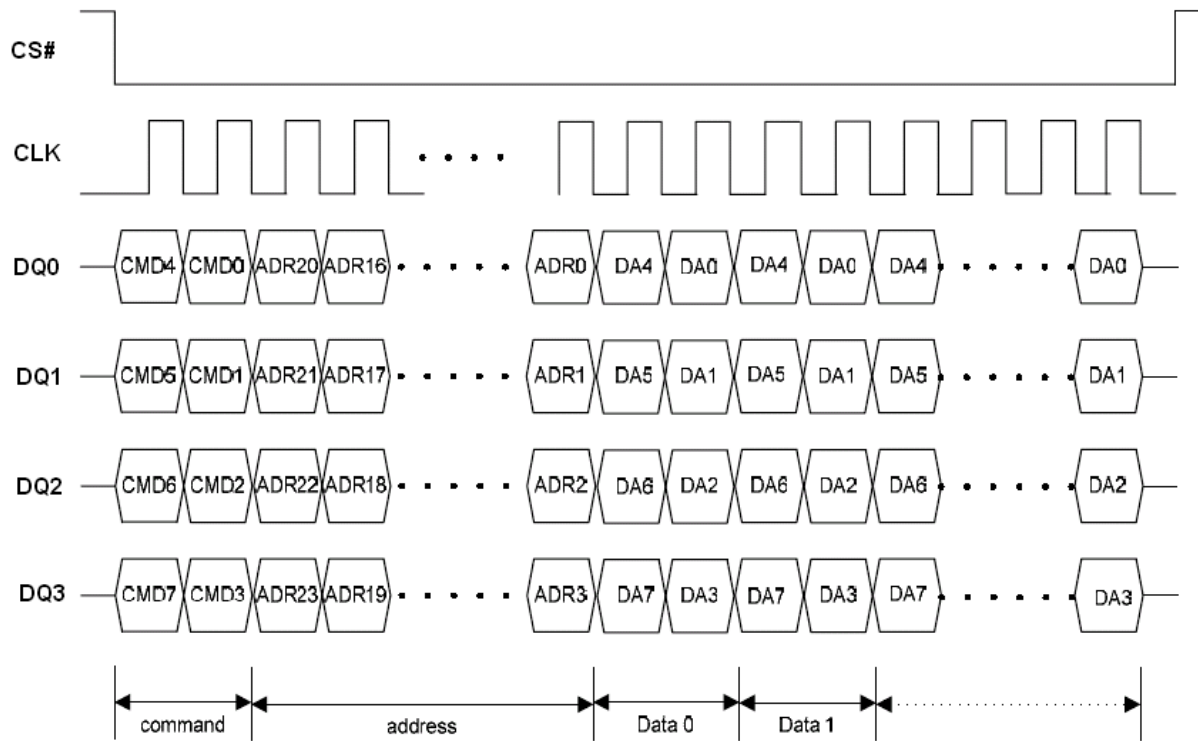 CS#
CLK
DQ0 CMD4 CMD0 ADR20 ADR16 ADR0 DA4 DA0 DA4 DA0 DA4 DA0
DQ1 CMD5 CMD1 ADR21 ADR17 ADR1 DA5 DA1 DA5 DA1 DA5 DA1
DQ2 CMD6 CMD2 ADR22 ADR18 ADR2 DA6 DA2 DA6 DA2 DA6 DA2
DQ3 CMD7 CMD3 ADR23 ADR19 ADR3 DA7 DA3 DA7 DA3 DA7 DA3
command address Data 0 Data 1